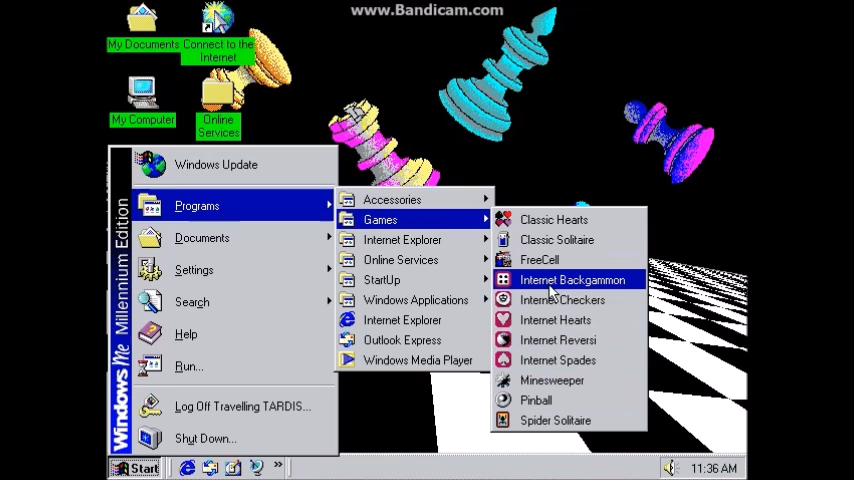 www.Bandicam.com
My Documents
Connect to the
Internet
My Computer
Online
Services
Windows Me Millennium Edition
Windows Update
Programs
Documents
Settings
Search
Help
Run...
Log Off Travelling TARDIS...
Shut Down...
Accessories
Games
Internet Explorer
Online Services
StartUp
Windows Applications
Internet Explorer
Outlook Express
Windows Media Player
Classic Hearts
Classic Solitaire
FreeCell
Internet Backgammon
Internet Checkers
Internet Hearts
Internet Reversi
Internet Spades
Minesweeper
Pinball
Spider Solitaire
Start
11:36 AM